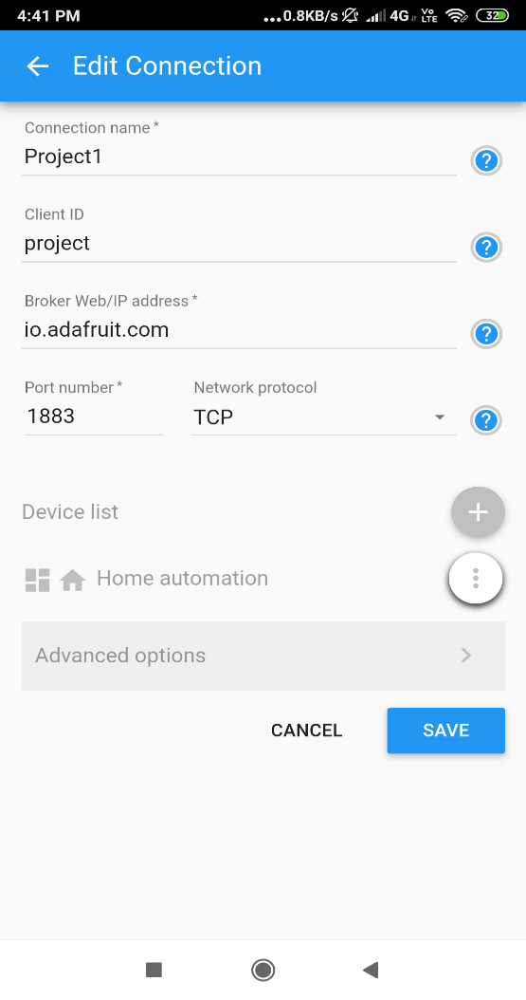 4:41 PM ...0.8KB/s 4G Vo LTE 32
Edit Connection
Connection name *
Project1
?
Client ID
project
?
Broker Web/IP address *
io.adafruit.com
?
Port number * Network protocol
1883 TCP
?
Device list
Home automation
Advanced options
CANCEL SAVE